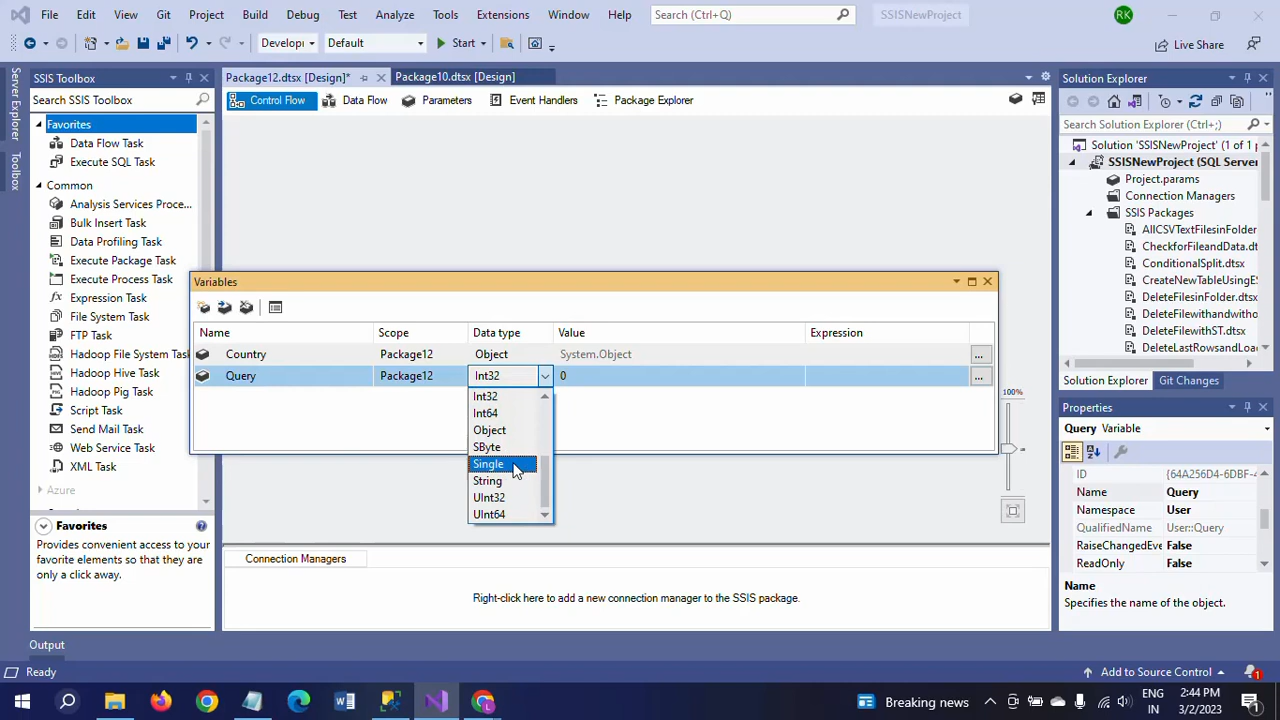 File Edit View Git Project Build Debug Test Analyze Tools Extensions Window Help Search (Ctrl+Q) SSISNewProject RK
Developi Default Start Live Share
Server Explorer
Toolbox
SSIS Toolbox
Search SSIS Toolbox
Favorites
Data Flow Task
Execute SQL Task
Common
Analysis Services Proce...
Bulk Insert Task
Data Profiling Task
Execute Package Task
Execute Process Task
Expression Task
File System Task
FTP Task
Hadoop File System Task
Hadoop Hive Task
Hadoop Pig Task
Script Task
Send Mail Task
Web Service Task
XML Task
Azure
Favorites
Provides convenient access to your
favorite elements so that they are
only a click away.
Package12.dtsx [Design]* Package10.dtsx [Design]
Control Flow Data Flow Parameters Event Handlers Package Explorer
Variables
Name Scope Data type Value Expression
Country Package12 Object System.Object ...
Query Package12 Int32 0 ...
Int32
Int64
Object
SByte
Single
String
UInt32
UInt64
100%
Connection Managers
Right-click here to add a new connection manager to the SSIS package.
Solution Explorer
Search Solution Explorer (Ctrl+;)
Solution 'SSISNewProject' (1 of 1 p
SSISNewProject (SQL Server
Project.params
Connection Managers
SSIS Packages
AllCSVTextFilesinFolder
CheckforFileandData.dt
ConditionalSplit.dtsx
CreateNewTableUsingES
DeleteFilesinFolder.dtsx
DeleteFilewithandwitho
DeleteFilwithST.dtsx
DeleteLastRowsandLoa
Solution Explorer Git Changes
Properties
Query Variable
ID {64A256D4-6DBF-4
Name Query
Namespace User
QualifiedName User::Query
RaiseChangedEve False
ReadOnly False
Name
Specifies the name of the object.
Output
Ready Add to Source Control 1
Breaking news ENG IN 2:44 PM 3/2/2023 1